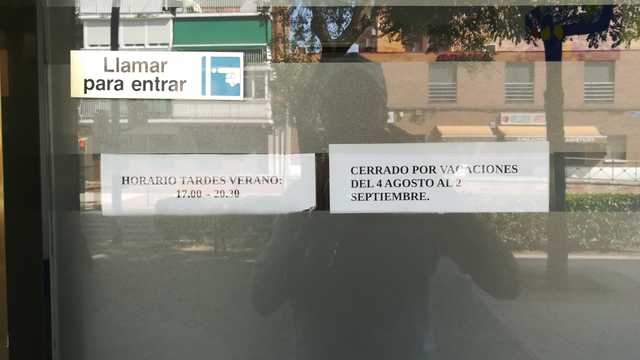 Llamar
para entrar
HORARIO TARDES VERANO:
17:00 – 20:30
CERRADO POR VACACIONES
DEL 4 AGOSTO AL 2
SEPTIEMBRE.